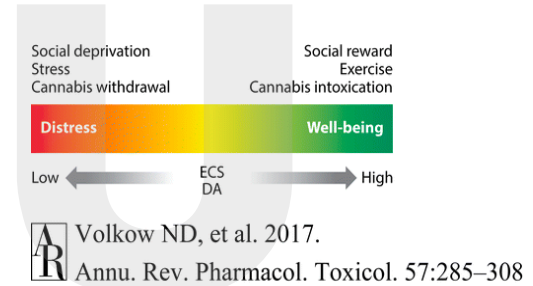 Social deprivation
Stress
Cannabis withdrawal
Social reward
Exercise
Cannabis intoxication
Distress
Well-being
Low
ECS
DA
High
AR
Volkow ND, et al. 2017.
Annu. Rev. Pharmacol. Toxicol. 57:285–308
U